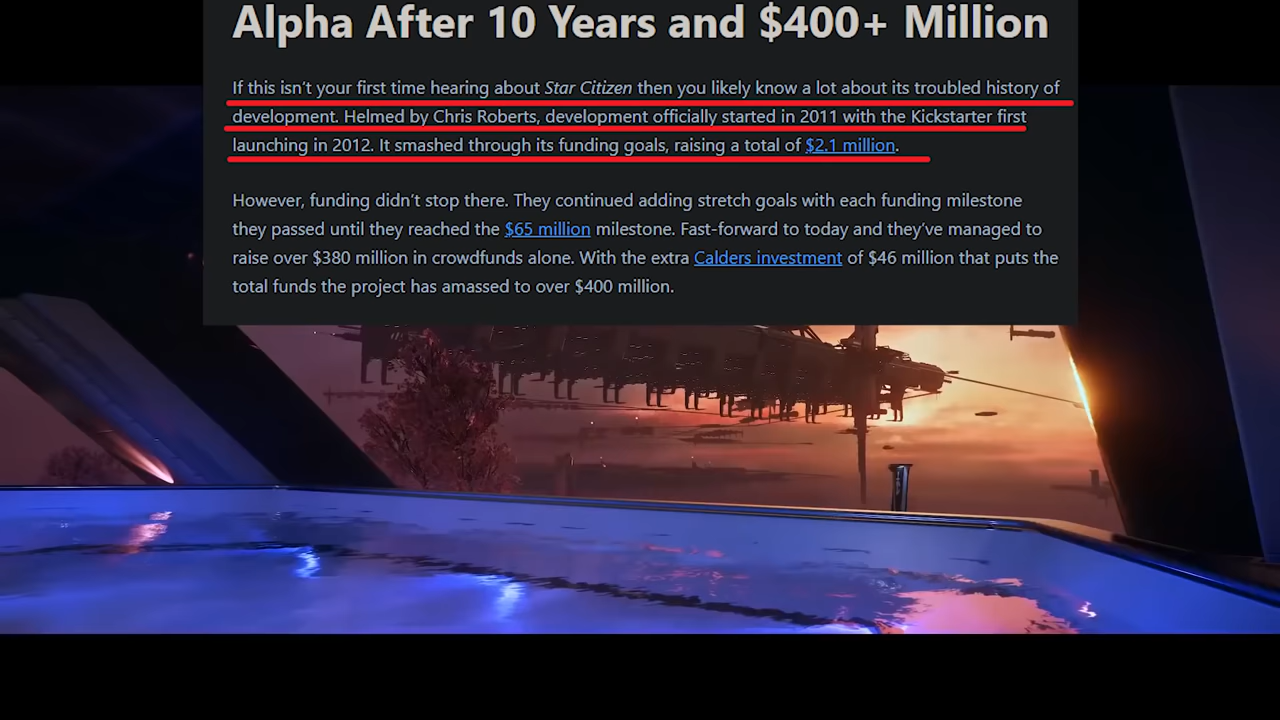 Alpha After 10 Years and $400+ Million
If this isn't your first time hearing about Star Citizen then you likely know a lot about its troubled history of
development. Helmed by Chris Roberts, development officially started in 2011 with the Kickstarter first
launching in 2012. It smashed through its funding goals, raising a total of $2.1 million.
However, funding didn't stop there. They continued adding stretch goals with each funding milestone
they passed until they reached the $65 million milestone. Fast-forward to today and they've managed to
raise over $380 million in crowdfunds alone. With the extra Calders investment of $46 million that puts the
total funds the project has amassed to over $400 million.